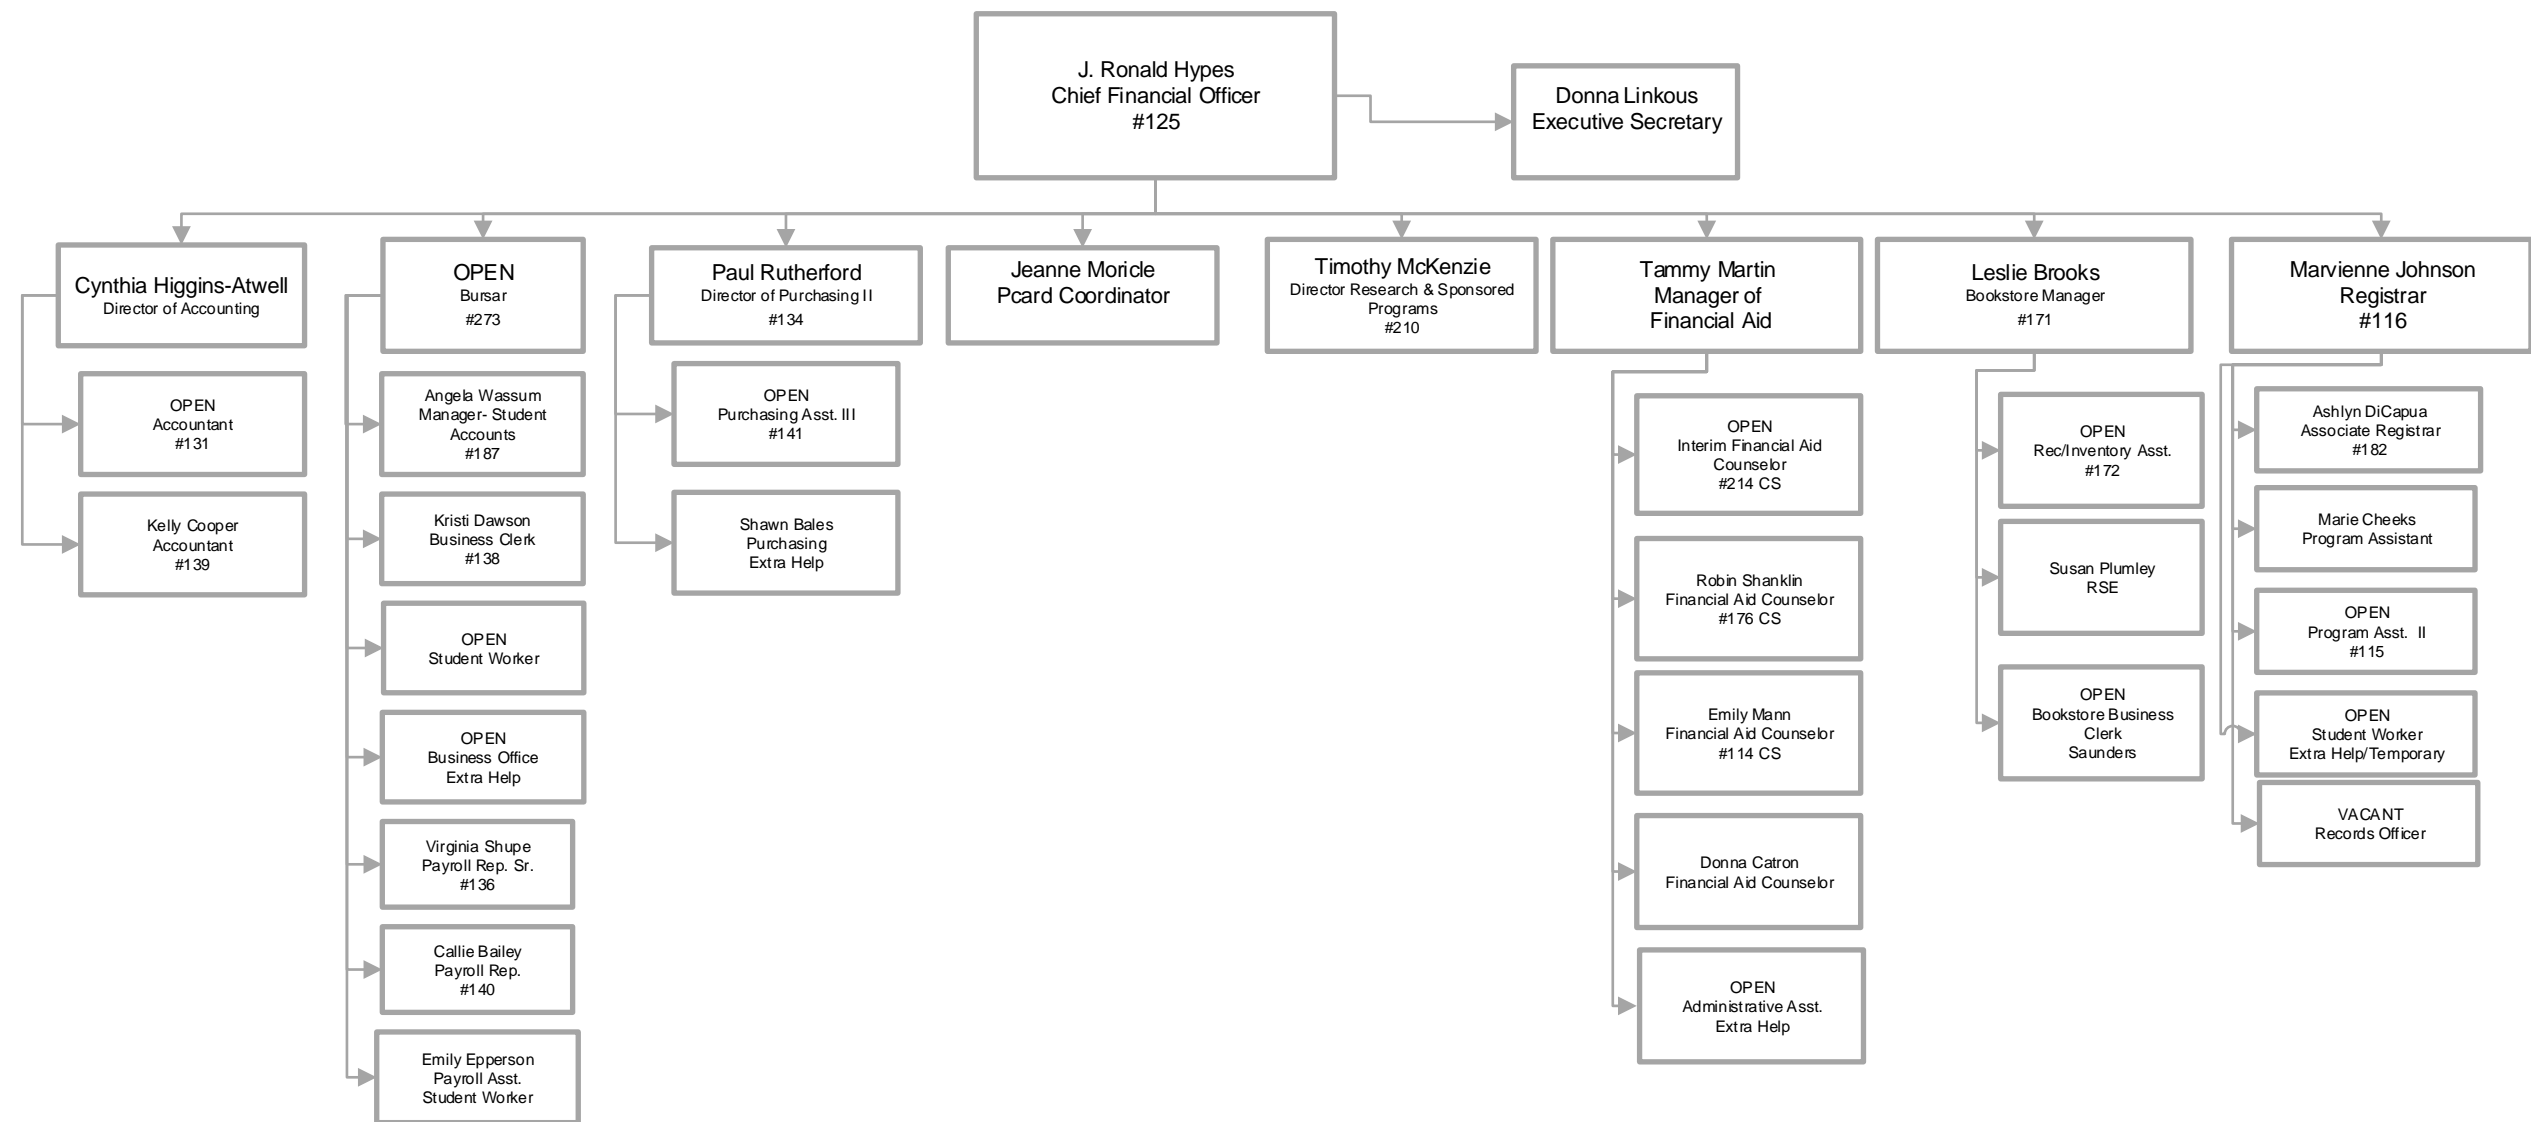 J. Ronald Hypes
Chief Financial Officer
#125
Donna Linkous
Executive Secretary
Cynthia Higgins-Atwell
Director of Accounting
OPEN
Accountant
#131
Kelly Cooper
Accountant
#139
OPEN
Bursar
#273
Angela Wassum
Manager- Student
Accounts
#187
Kristi Dawson
Business Clerk
#138
OPEN
Student Worker
OPEN
Business Office
Extra Help
Virginia Shupe
Payroll Rep. Sr.
#136
Callie Bailey
Payroll Rep.
#140
Emily Epperson
Payroll Asst.
Student Worker
Paul Rutherford
Director of Purchasing II
#134
OPEN
Purchasing Asst. III
#141
Shawn Bales
Purchasing
Extra Help
Jeanne Moricle
Pcard Coordinator
Timothy McKenzie
Director Research & Sponsored
Programs
#210
Tammy Martin
Manager of
Financial Aid
OPEN
Interim Financial Aid
Counselor
#214 CS
Robin Shanklin
Financial Aid Counselor
#176 CS
Emily Mann
Financial Aid Counselor
#114 CS
Donna Catron
Financial Aid Counselor
OPEN
Administrative Asst.
Extra Help
Leslie Brooks
Bookstore Manager
#171
OPEN
Rec/Inventory Asst.
#172
Susan Plumley
RSE
OPEN
Bookstore Business
Clerk
Saunders
Marvienne Johnson
Registrar
#116
Ashlyn DiCapua
Associate Registrar
#182
Marie Cheeks
Program Assistant
OPEN
Program Asst. II
#115
OPEN
Student Worker
Extra Help/Temporary
VACANT
Records Officer